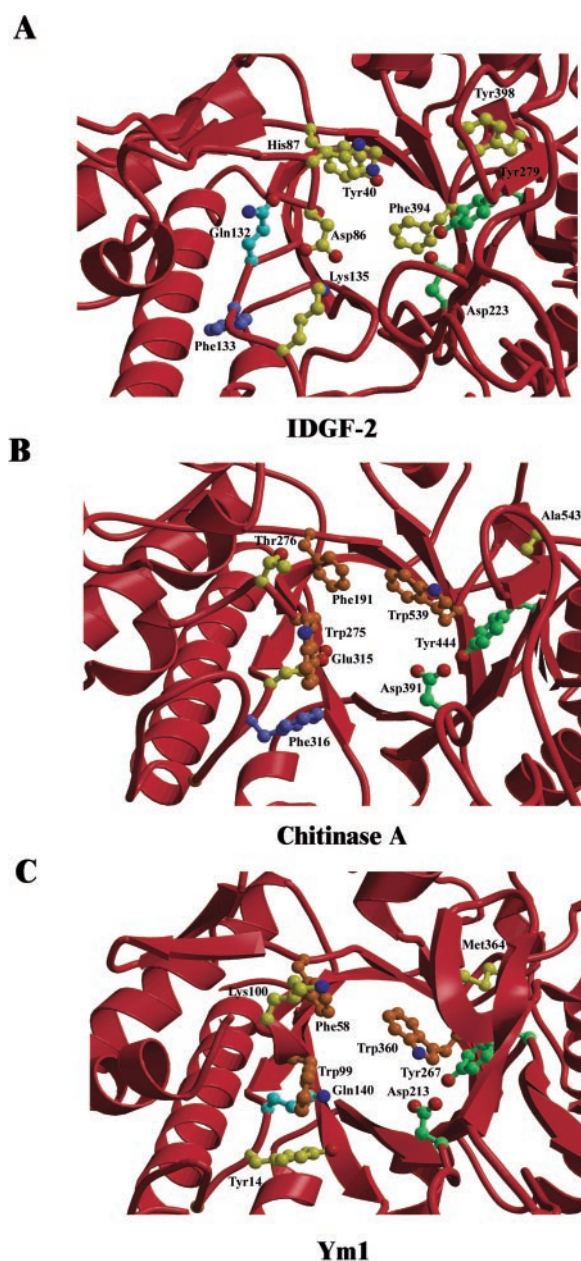 A
Tyr398
His87
Tyr279
Tyr40
Phe394
Gln132
Asp86
Lys135
Asp223
Phe133
IDGF-2
B
Ala543
Thr276
Phe191
Trp539
Trp275
Tyr444
Glu315
Asp391
Phe316
Chitinase A
C
Met364
Lys100
Phe58
Trp360
Trp99
Tyr267
Gln140
Asp213
Tyr14
Ym1